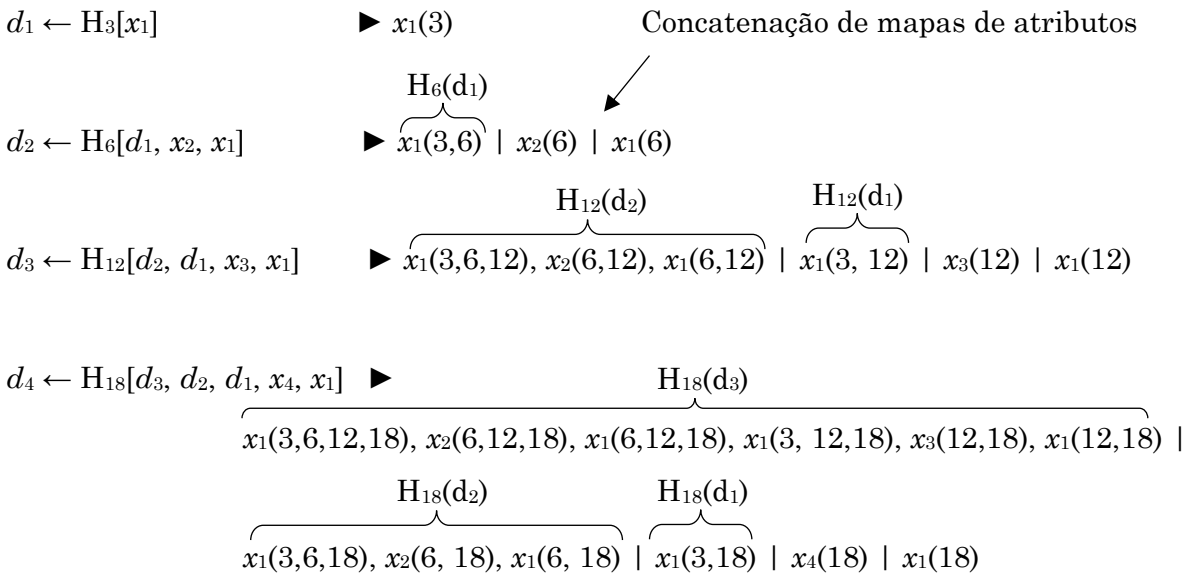 d₁ ← H₃[x₁] ► x₁(3) Concatenação de mapas de atributos
H₆(d₁)
d₂ ← H₆[d₁, x₂, x₁] ► x₁(3,6) | x₂(6) | x₁(6)
H₁₂(d₂) H₁₂(d₁)
d₃ ← H₁₂[d₂, d₁, x₃, x₁] ► x₁(3,6,12), x₂(6,12), x₁(6,12) | x₁(3, 12) | x₃(12) | x₁(12)
d₄ ← H₁₈[d₃, d₂, d₁, x₄, x₁] ► H₁₈(d₃)
x₁(3,6,12,18), x₂(6,12,18), x₁(6,12,18), x₁(3, 12,18), x₃(12,18), x₁(12,18) |
H₁₈(d₂) H₁₈(d₁)
x₁(3,6,18), x₂(6, 18), x₁(6, 18) | x₁(3,18) | x₄(18) | x₁(18)